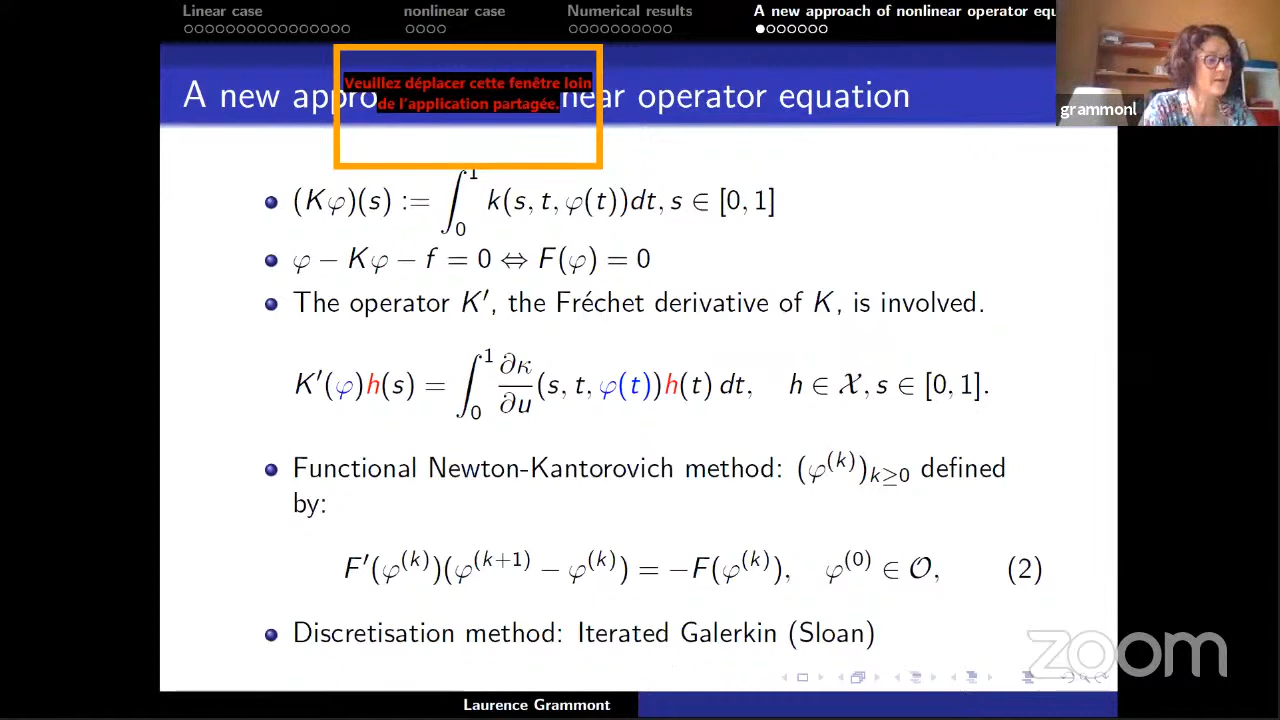 Linear case nonlinear case Numerical results A new approach of nonlinear operator equ
Veuillez déplacer cette fenêtre loin
de l'application partagée.
A new appro near operator equation
grammonl
(Kφ)(s) := ∫₀¹ k(s, t, φ(t))dt, s ∈ [0, 1]
φ − Kφ − f = 0 ⇔ F(φ) = 0
The operator K′, the Fréchet derivative of K, is involved.
K′(φ)h(s) = ∫₀¹ ∂κ/∂u (s, t, φ(t))h(t) dt, h ∈ 𝒳, s ∈ [0, 1].
Functional Newton-Kantorovich method: (φ⁽ᵏ⁾)ₖ≥₀ defined
by:
F′(φ⁽ᵏ⁾)(φ⁽ᵏ⁺¹⁾ − φ⁽ᵏ⁾) = −F(φ⁽ᵏ⁾), φ⁽⁰⁾ ∈ 𝒪, (2)
Discretisation method: Iterated Galerkin (Sloan)
zoom
Laurence Grammont